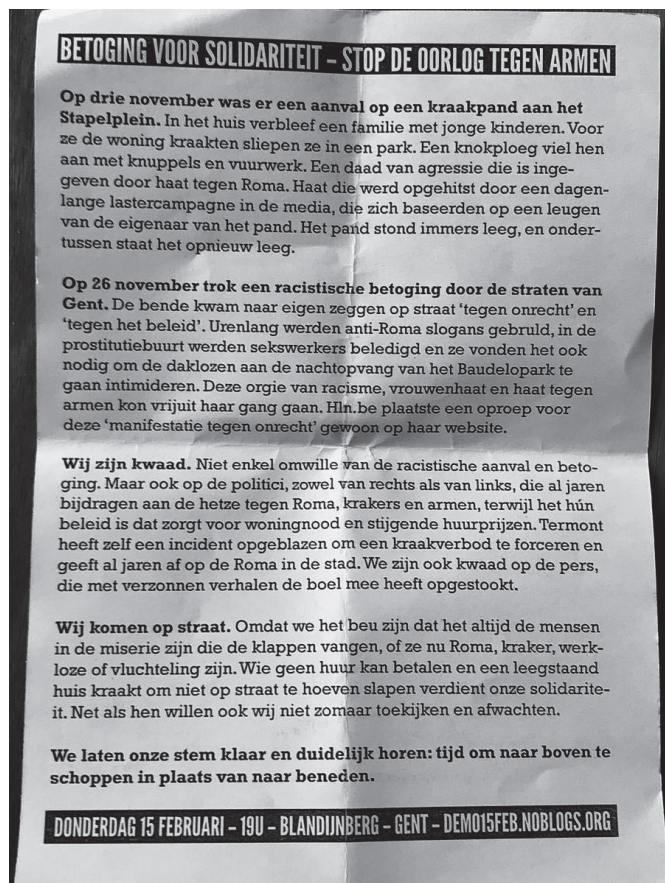 BETOGING VOOR SOLIDARITEIT – STOP DE OORLOG TEGEN ARMEN
Op drie november was er een aanval op een kraakpand aan het
Stapelplein. In het huis verbleef een familie met jonge kinderen. Voor
ze de woning kraakten sliepen ze in een park. Een knokploeg viel hen
aan met knuppels en vuurwerk. Een daad van agressie die is inge-
geven door haat tegen Roma. Haat die werd opgehitst door een dagen-
lange lastercampagne in de media, die zich baseerden op een leugen
van de eigenaar van het pand. Het pand stond immers leeg, en onder-
tussen staat het opnieuw leeg.
Op 26 november trok een racistische betoging door de straten van
Gent. De bende kwam naar eigen zeggen op straat ‘tegen onrecht’ en
‘tegen het beleid’. Urenlang werden anti-Roma slogans gebruld, in de
prostitutiebuurt werden sekswerkers beledigd en ze vonden het ook
nodig om de daklozen aan de nachtopvang van het Baudelopark te
gaan intimideren. Deze orgie van racisme, vrouwenhaat en haat tegen
armen kon vrijuit haar gang gaan. Hln.be plaatste een oproep voor
deze ‘manifestatie tegen onrecht’ gewoon op haar website.
Wij zijn kwaad. Niet enkel omwille van de racistische aanval en beto-
ging. Maar ook op de politici, zowel van rechts als van links, die al jaren
bijdragen aan de hetze tegen Roma, krakers en armen, terwijl het hún
beleid is dat zorgt voor woningnood en stijgende huurprijzen. Termont
heeft zelf een incident opgeblazen om een kraakverbod te forceren en
geeft al jaren af op de Roma in de stad. We zijn ook kwaad op de pers,
die met verzonnen verhalen de boel mee heeft opgestookt.
Wij komen op straat. Omdat we het beu zijn dat het altijd de mensen
in de miserie zijn die de klappen vangen, of ze nu Roma, kraker, werk-
loze of vluchteling zijn. Wie geen huur kan betalen en een leegstaand
huis kraakt om niet op straat te hoeven slapen verdient onze solidarite-
it. Net als hen willen ook wij niet zomaar toekijken en afwachten.
We laten onze stem klaar en duidelijk horen: tijd om naar boven te
schoppen in plaats van naar beneden.
DONDERDAG 15 FEBRUARI – 19U – BLANDIJNBERG – GENT – DEMO15FEB.NOBLOGS.ORG